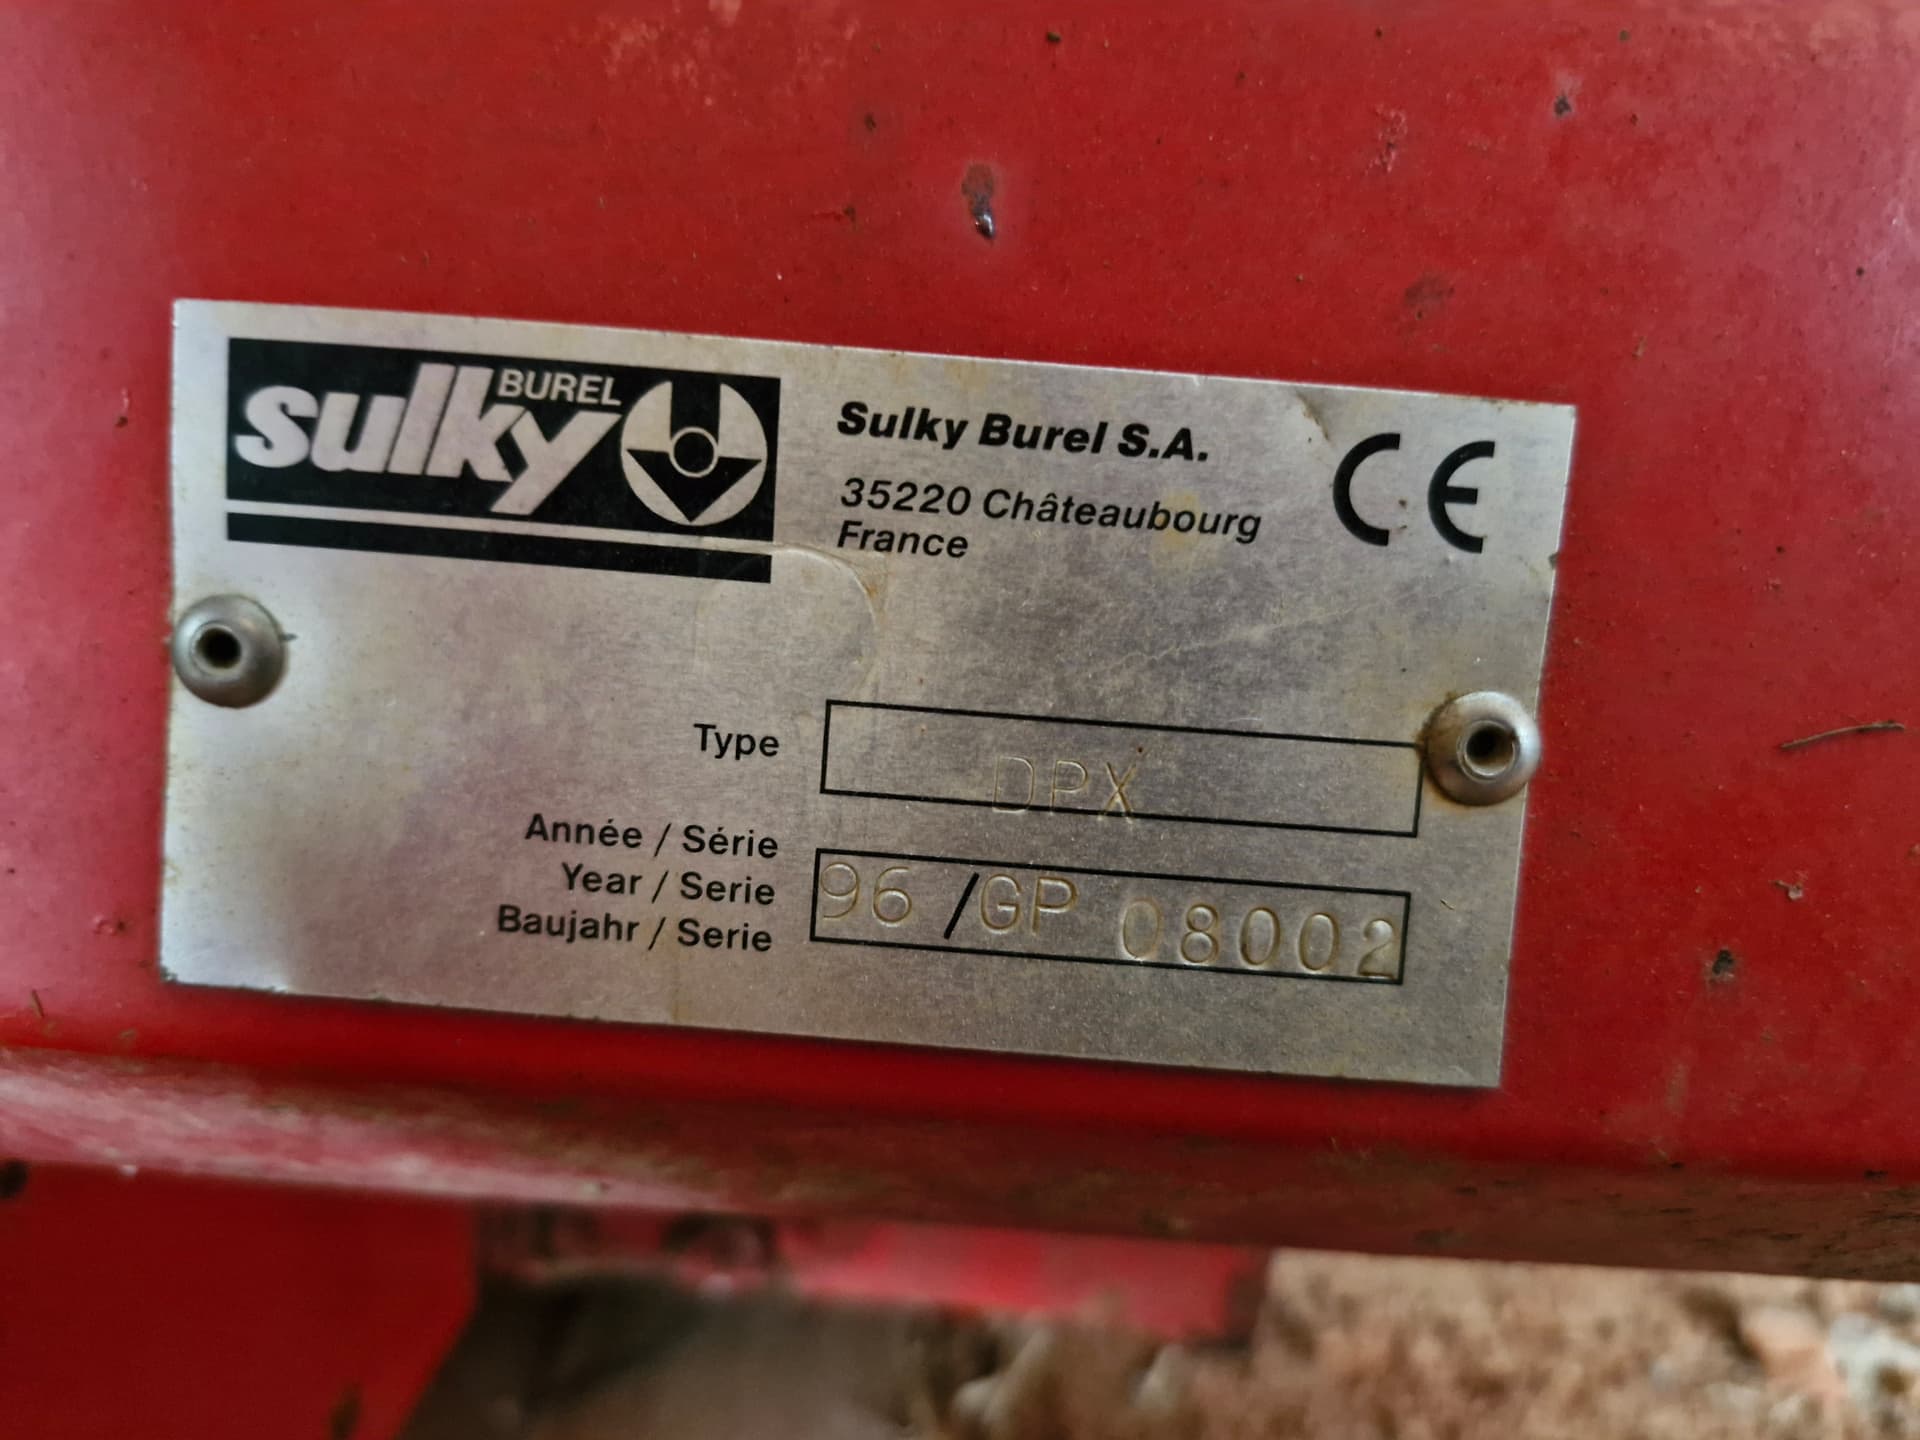 sulky BUREL
Sulky Burel S.A.
35220 Châteaubourg
France
CE
Type DPX
Année / Série
Year / Serie
Baujahr / Serie
96 / GP 08002